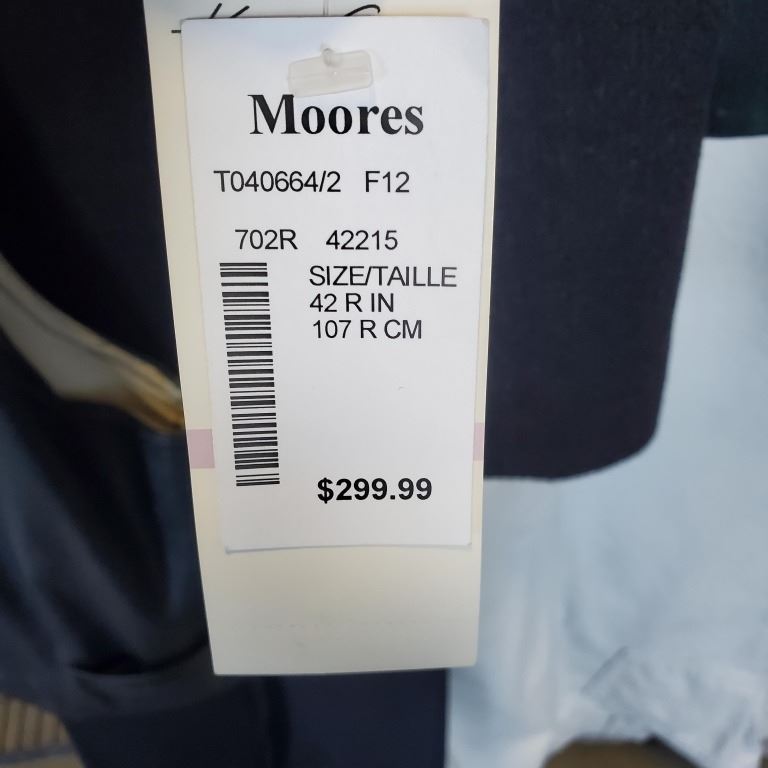 Moores
T040664/2 F12
702R 42215
SIZE/TAILLE
42 R IN
107 R CM
$299.99